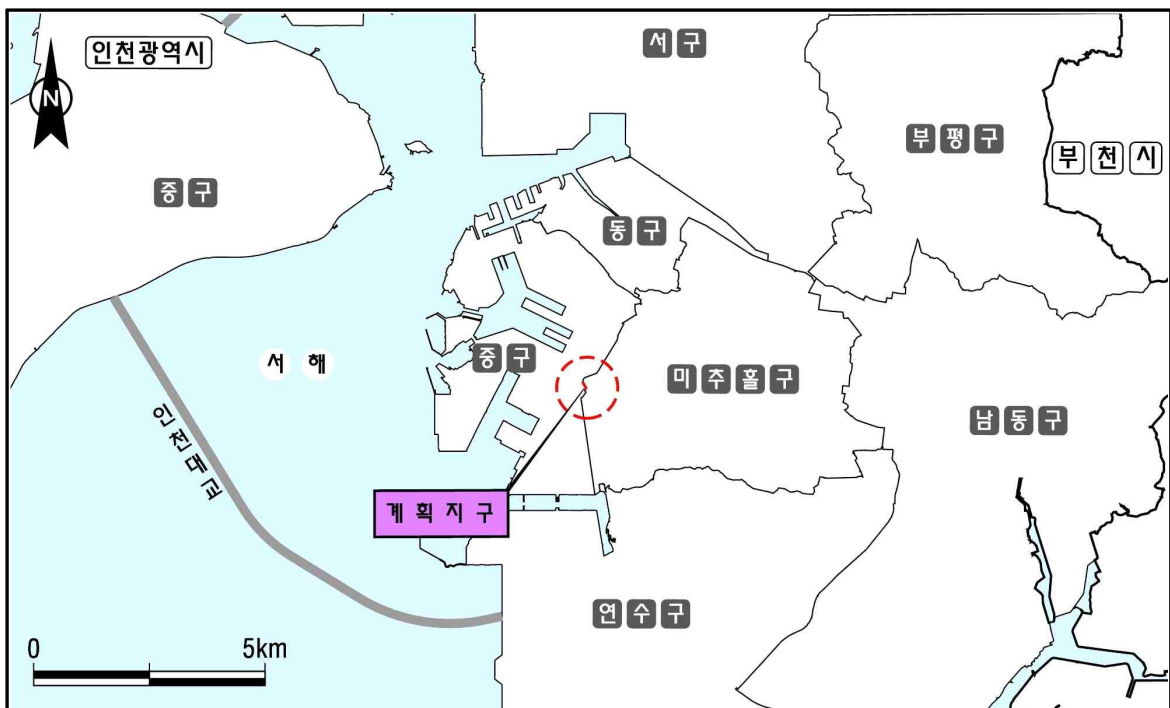 인천광역시
서구
N
부평구
부천시
중구
동구
서해
중구
미추홀구
남동구
인천대교
계획지구
연수구
0 5km